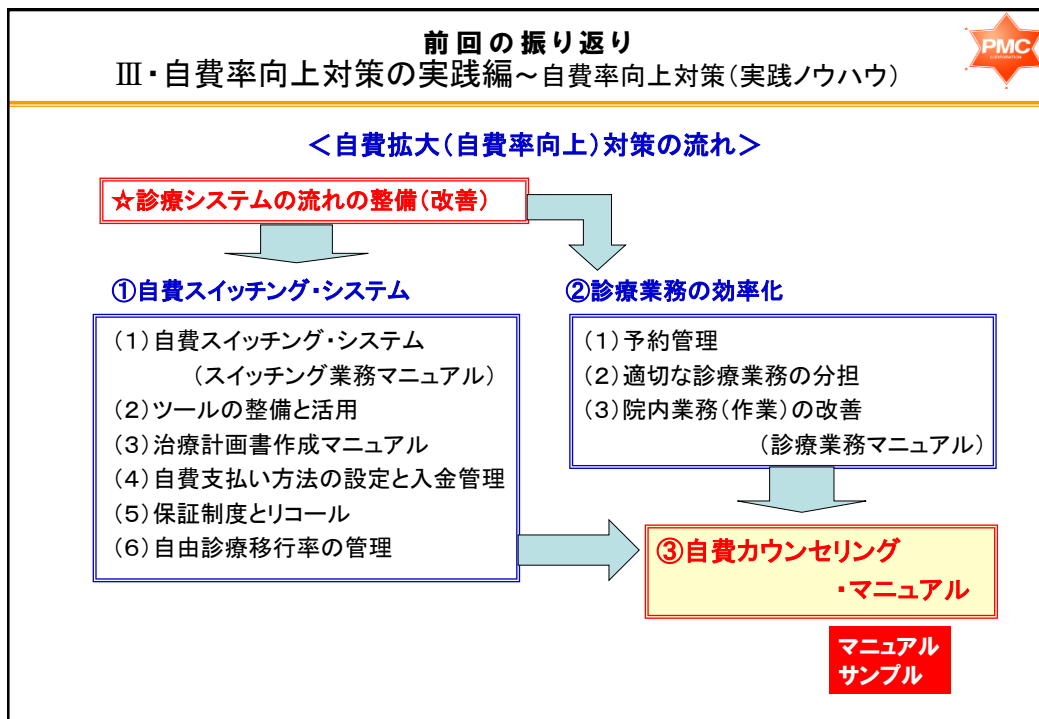 前回の振り返り
Ⅲ・自費率向上対策の実践編～自費率向上対策(実践ノウハウ)
PMC
CORPORATION
＜自費拡大(自費率向上)対策の流れ＞
☆診療システムの流れの整備(改善)
①自費スイッチング・システム
(1)自費スイッチング・システム
(スイッチング業務マニュアル)
(2)ツールの整備と活用
(3)治療計画書作成マニュアル
(4)自費支払い方法の設定と入金管理
(5)保証制度とリコール
(6)自由診療移行率の管理
②診療業務の効率化
(1)予約管理
(2)適切な診療業務の分担
(3)院内業務(作業)の改善
(診療業務マニュアル)
③自費カウンセリング
・マニュアル
マニュアル
サンプル